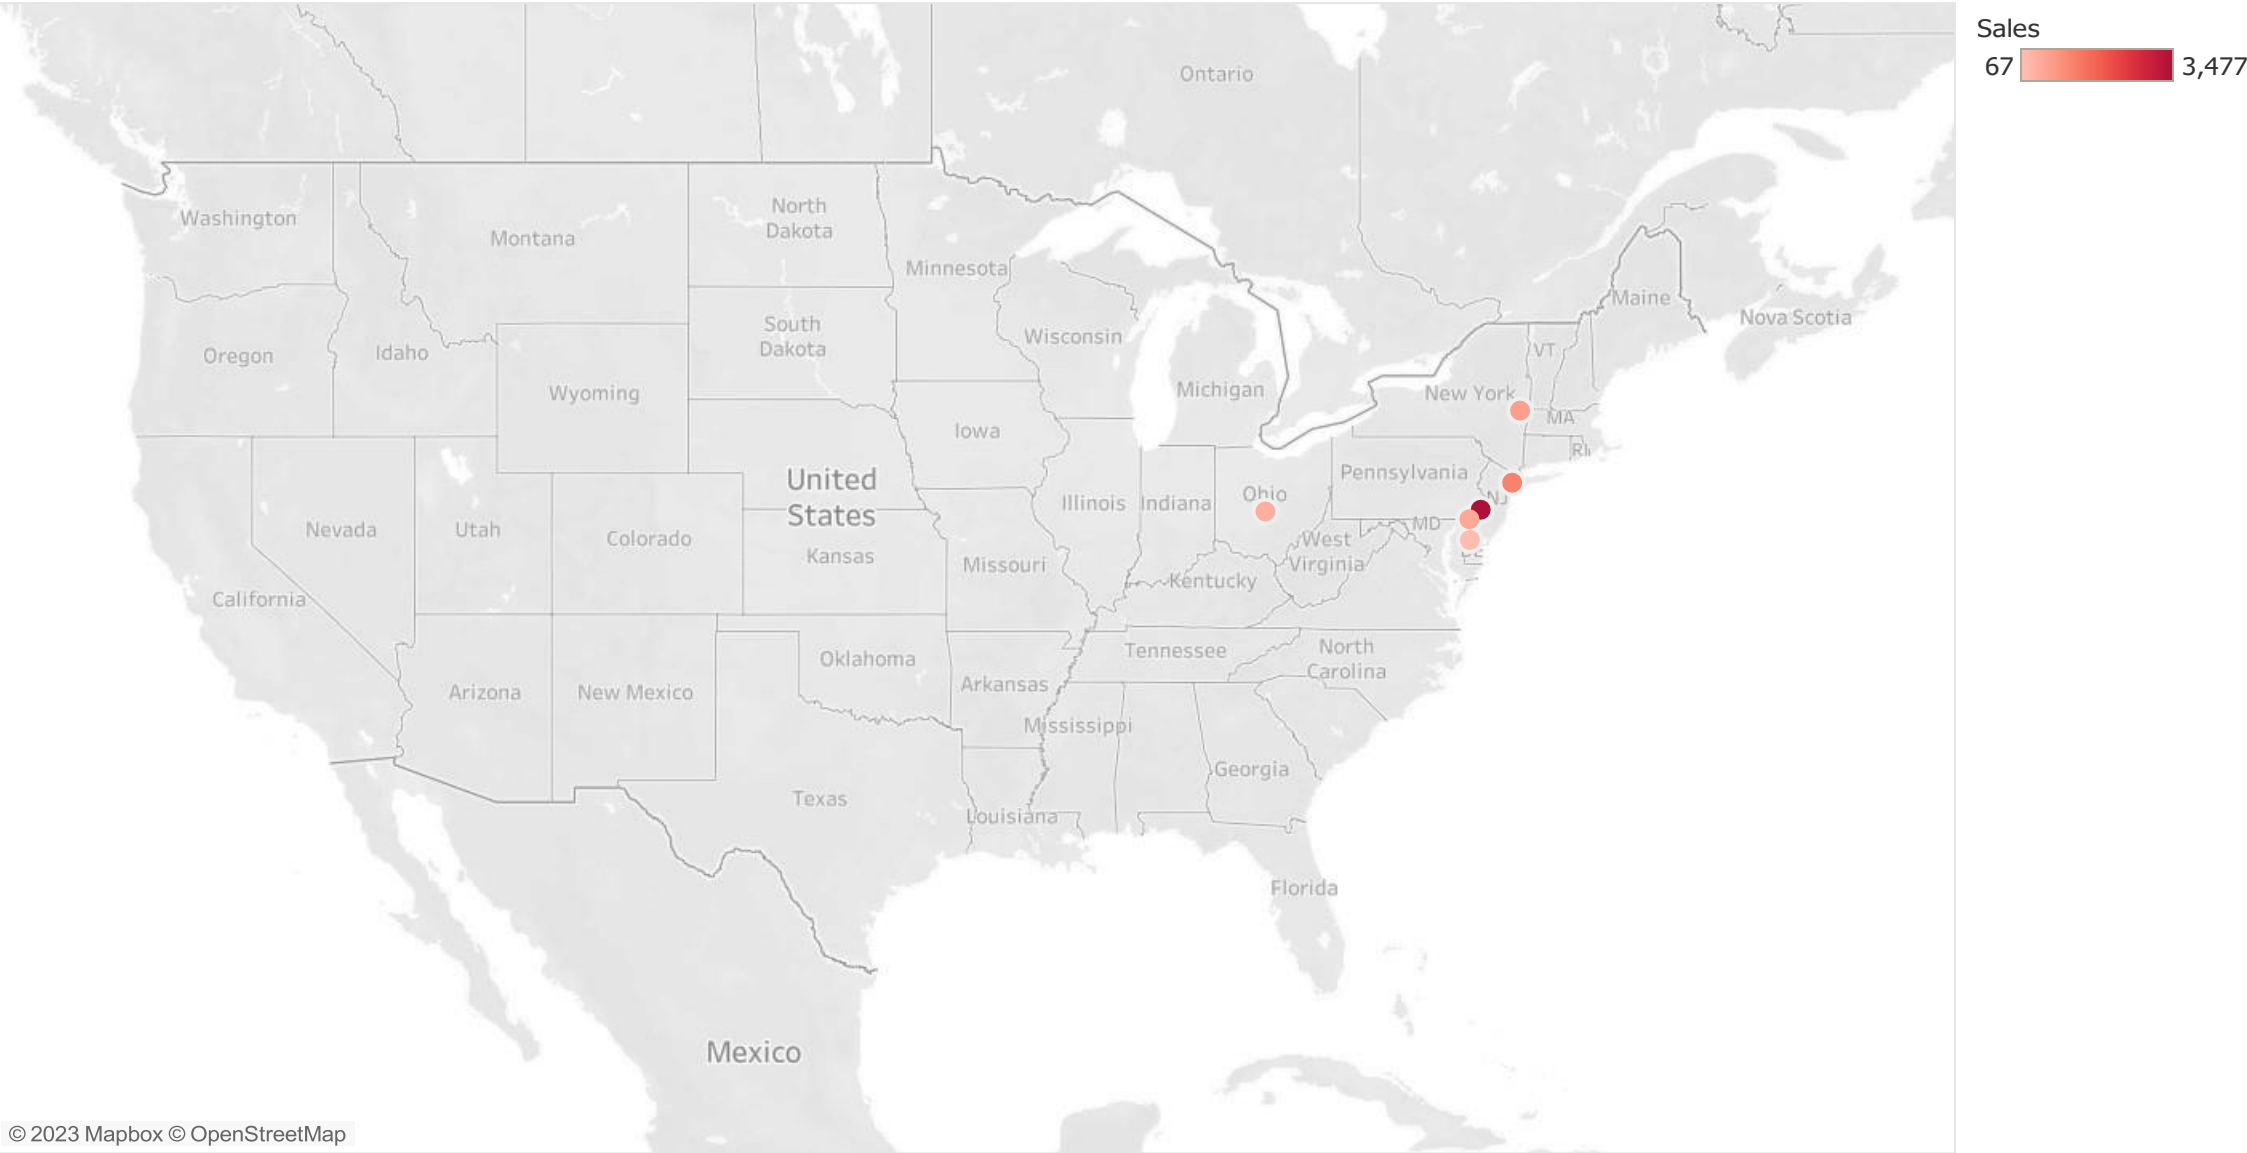 Sales
67
3,477
Ontario
Washington
Montana
North
Dakota
Minnesota
Maine
Nova Scotia
Oregon
Idaho
South
Dakota
Wisconsin
VT
Wyoming
Michigan
New York
MA
Iowa
RI
United
States
Pennsylvania
Ohio
NJ
Illinois
Indiana
MD
Nevada
Utah
Colorado
Kansas
Missouri
West
Virginia
Kentucky
California
Oklahoma
Tennessee
North
Carolina
Arizona
New Mexico
Arkansas
Mississippi
Georgia
Texas
Louisiana
Florida
Mexico
© 2023 Mapbox © OpenStreetMap